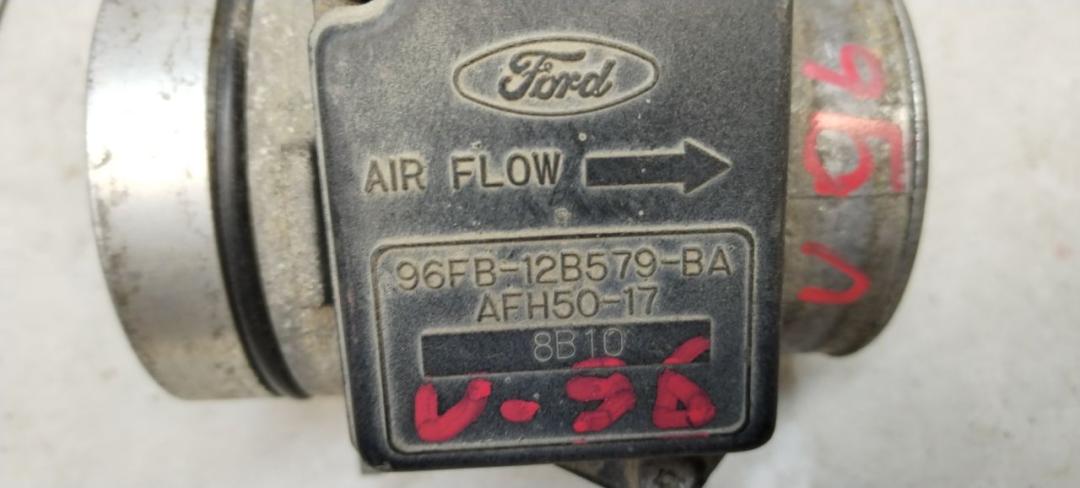 Ford
AIR FLOW
96FB-12B579-BA
AFH50-17
8B10